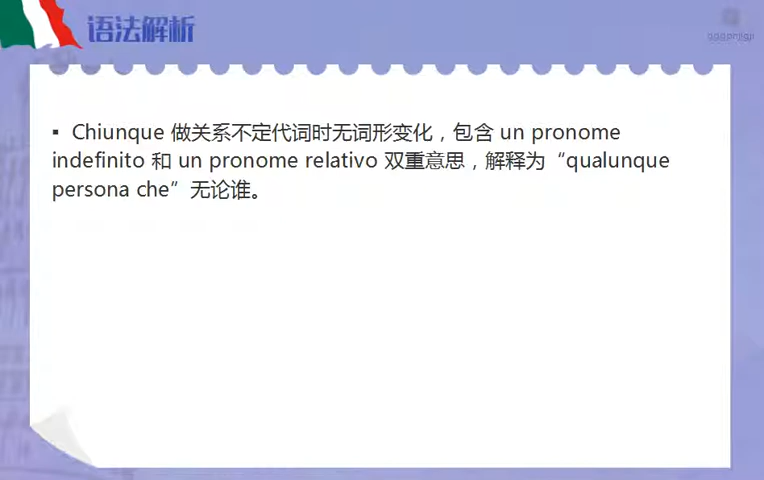 语法解析
▪ Chiunque 做关系不定代词时无词形变化，包含 un pronome
indefinito 和 un pronome relativo 双重意思，解释为“qualunque
persona che”无论谁。